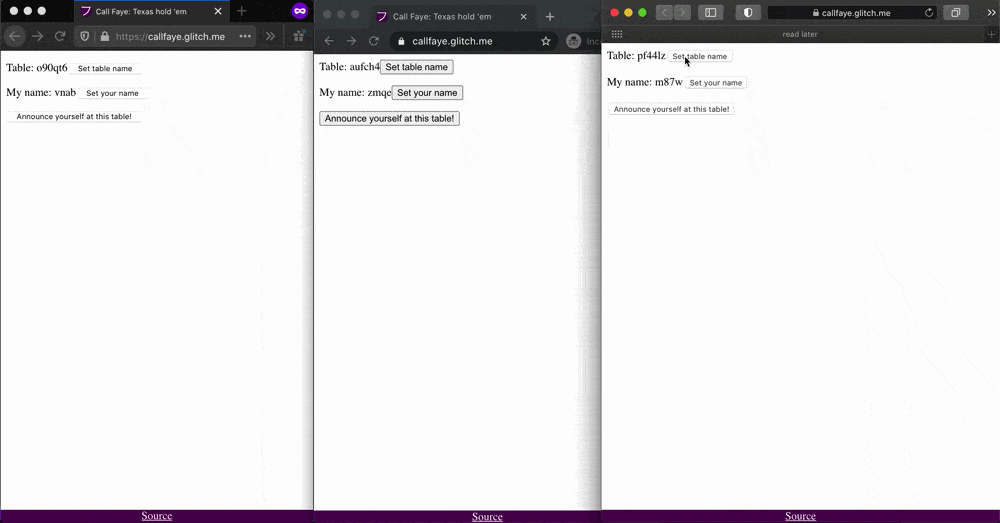 Call Faye: Texas hold 'em
https://callfaye.glitch.me
Table: o90qt6 Set table name
My name: vnab Set your name
Announce yourself at this table!
Source
Call Faye: Texas hold 'em
callfaye.glitch.me
Table: aufch4 Set table name
My name: zmqe Set your name
Announce yourself at this table!
Source
callfaye.glitch.me
read later
Table: pf44lz Set table name
My name: m87w Set your name
Announce yourself at this table!
Source